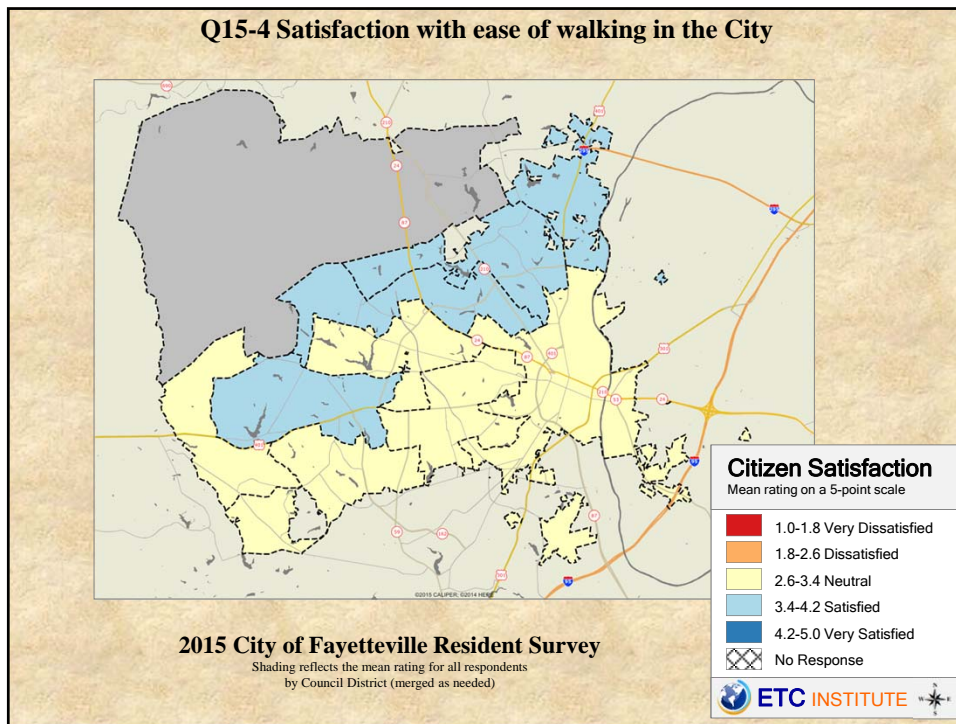 Q15-4 Satisfaction with ease of walking in the City
©2015 CALIPER; ©2014 HERE
Citizen Satisfaction
Mean rating on a 5-point scale
1.0-1.8 Very Dissatisfied
1.8-2.6 Dissatisfied
2.6-3.4 Neutral
3.4-4.2 Satisfied
4.2-5.0 Very Satisfied
No Response
2015 City of Fayetteville Resident Survey
Shading reflects the mean rating for all respondents
by Council District (merged as needed)
ETC INSTITUTE